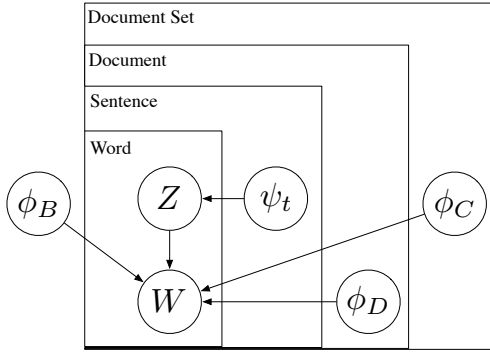 Document Set
Document
Sentence
Word
ϕ_B
Z
ψ_t
ϕ_C
W
ϕ_D